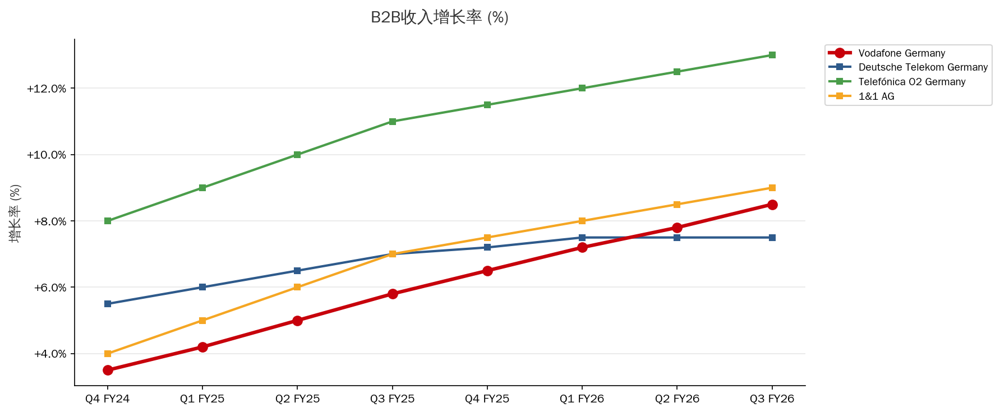 B2B收入增长率 (%)
Vodafone Germany
Deutsche Telekom Germany
Telefónica O2 Germany
1&1 AG
增长率 (%)
+12.0%
+10.0%
+8.0%
+6.0%
+4.0%
Q4 FY24
Q1 FY25
Q2 FY25
Q3 FY25
Q4 FY25
Q1 FY26
Q2 FY26
Q3 FY26